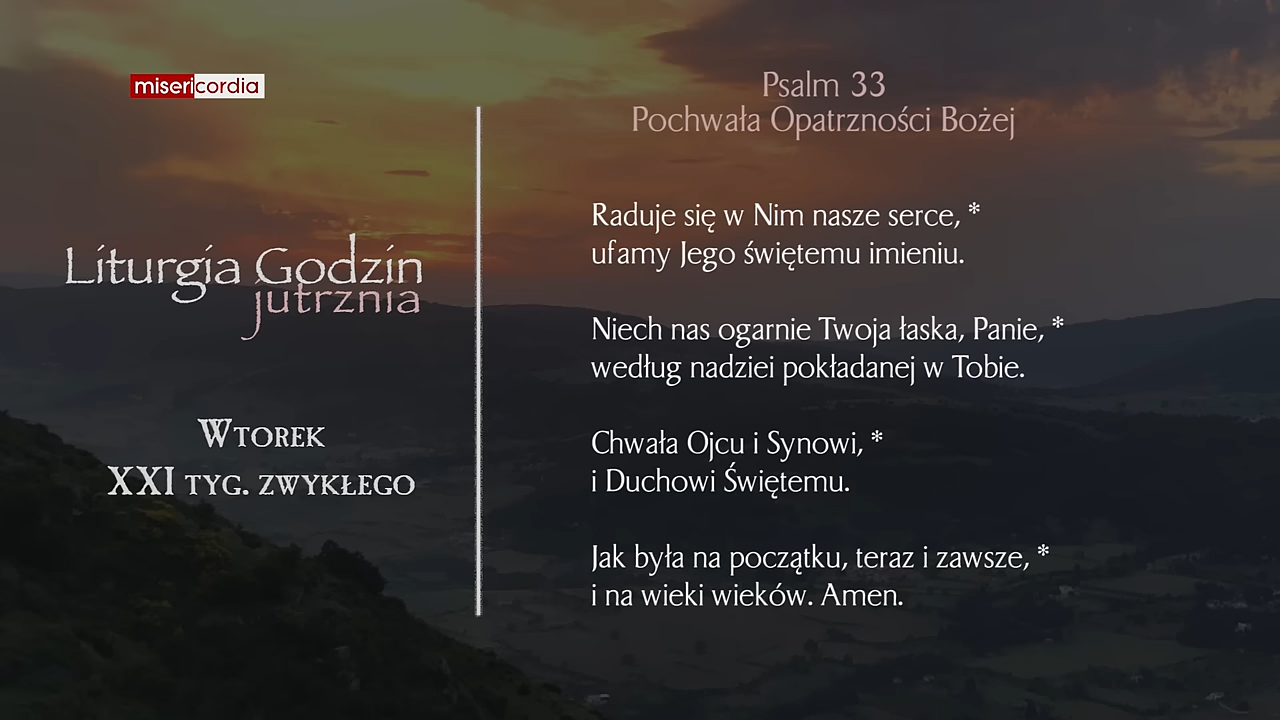 misericordia
Liturgia Godzin
jutrznia
Wtorek
XXI tyg. zwykłego
Psalm 33
Pochwała Opatrzności Bożej
Raduje się w Nim nasze serce, *
ufamy Jego świętemu imieniu.
Niech nas ogarnie Twoja łaska, Panie, *
według nadziei pokładanej w Tobie.
Chwała Ojcu i Synowi, *
i Duchowi Świętemu.
Jak była na początku, teraz i zawsze, *
i na wieki wieków. Amen.